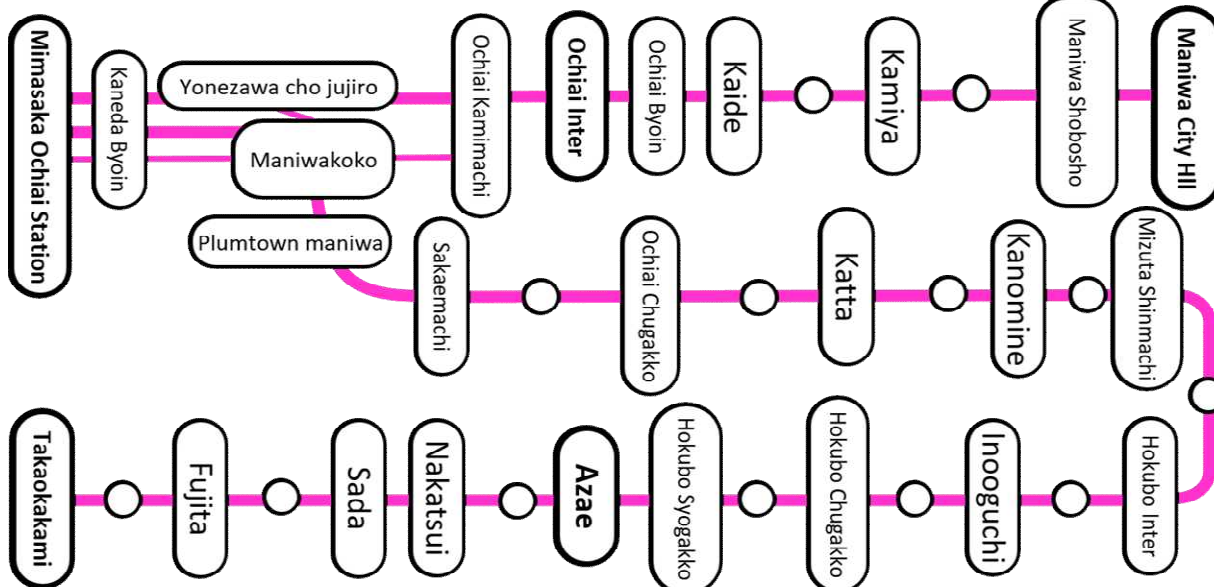 Mimasaka Ochiai Station
Kaneda Byoin
Yonezawa cho jujiro
Maniwakoko
Plumtown maniwa
Ochiai Kamimachi
Ochiai Inter
Ochiai Byoin
Kaide
Kamiya
Maniwa Shobosho
Maniwa City Hll
Sakaemachi
Ochiai Chugakko
Katta
Kanomine
Mizuta Shinmachi
Takaokakami
Fujita
Sada
Nakatsui
Azae
Hokubo Syogakko
Hokubo Chugakko
Inooguchi
Hokubo Inter